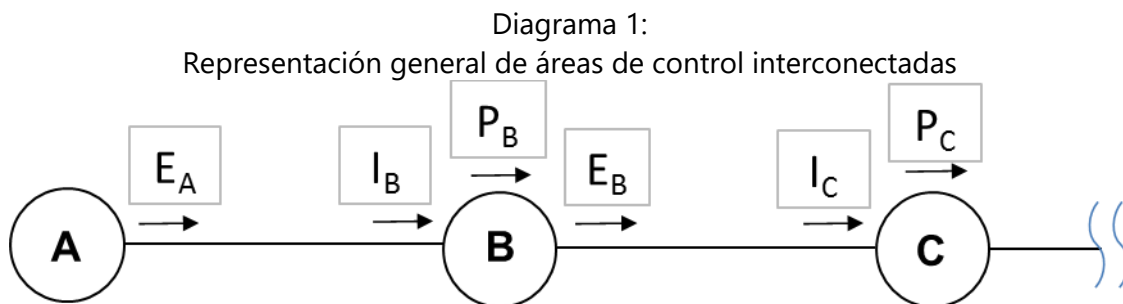 Diagrama 1:
Representación general de áreas de control interconectadas
E_A
I_B
P_B
E_B
I_C
P_C
A
B
C